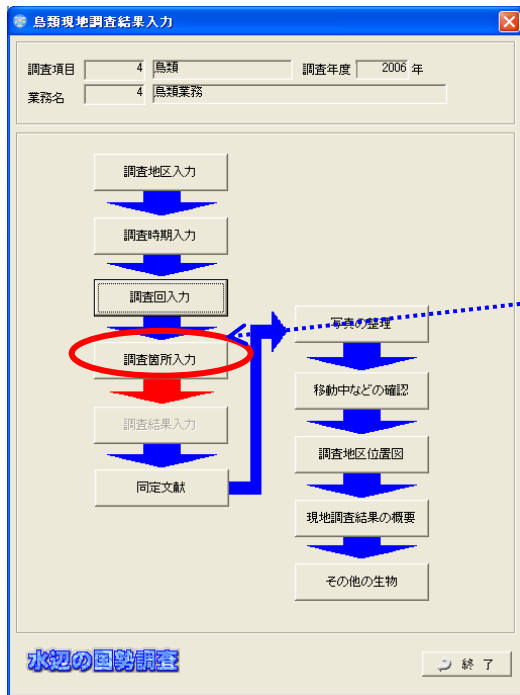 鳥類現地調査結果入力
調査項目 4 鳥類 調査年度 2006 年
業務名 4 鳥類業務
調査地区入力
調査時期入力
調査回入力
調査箇所入力
調査結果入力
同定文献
写真の整理
移動中などの確認
調査地区位置図
現地調査結果の概要
その他の生物
水辺の国勢調査
終了